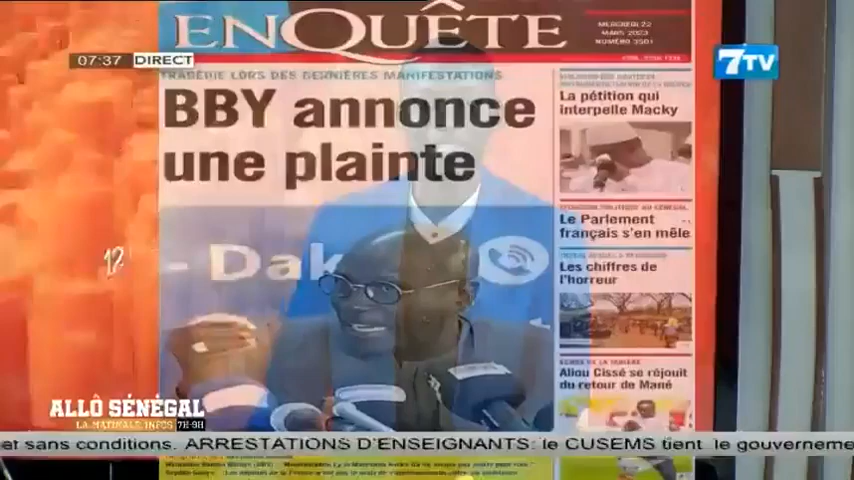 ENQUÊTE
MERCREDI 22
MARS 2023
NUMÉRO 3501
07:37 DIRECT
7TV
TRAGÉDIE LORS DES DERNIÈRES MANIFESTATIONS
BBY annonce
une plainte
La pétition qui
interpelle Macky
Le Parlement
français s'en mêle
Les chiffres de
l'horreur
Aliou Cissé se réjouit
du retour de Mané
- Dak
12
ALLÔ SÉNÉGAL
LA MATINALE INFOS 7H-9H
et sans conditions. ARRESTATIONS D'ENSEIGNANTS: le CUSEMS tient le gouverneme